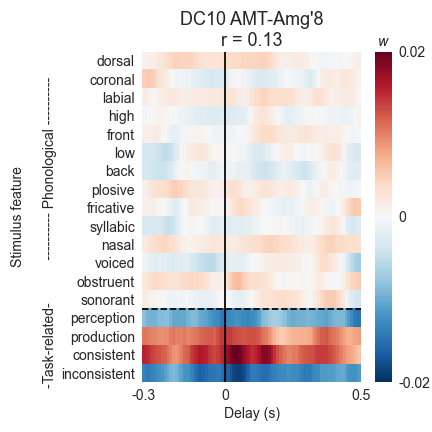 DC10 AMT-Amg'8
r = 0.13
w
dorsal
coronal
labial
high
front
low
back
plosive
fricative
syllabic
nasal
voiced
obstruent
sonorant
perception
production
consistent
inconsistent
Stimulus feature
-Task-related- ----------- Phonological -----------
-0.3 0 0.5
Delay (s)
0.02
0
-0.02